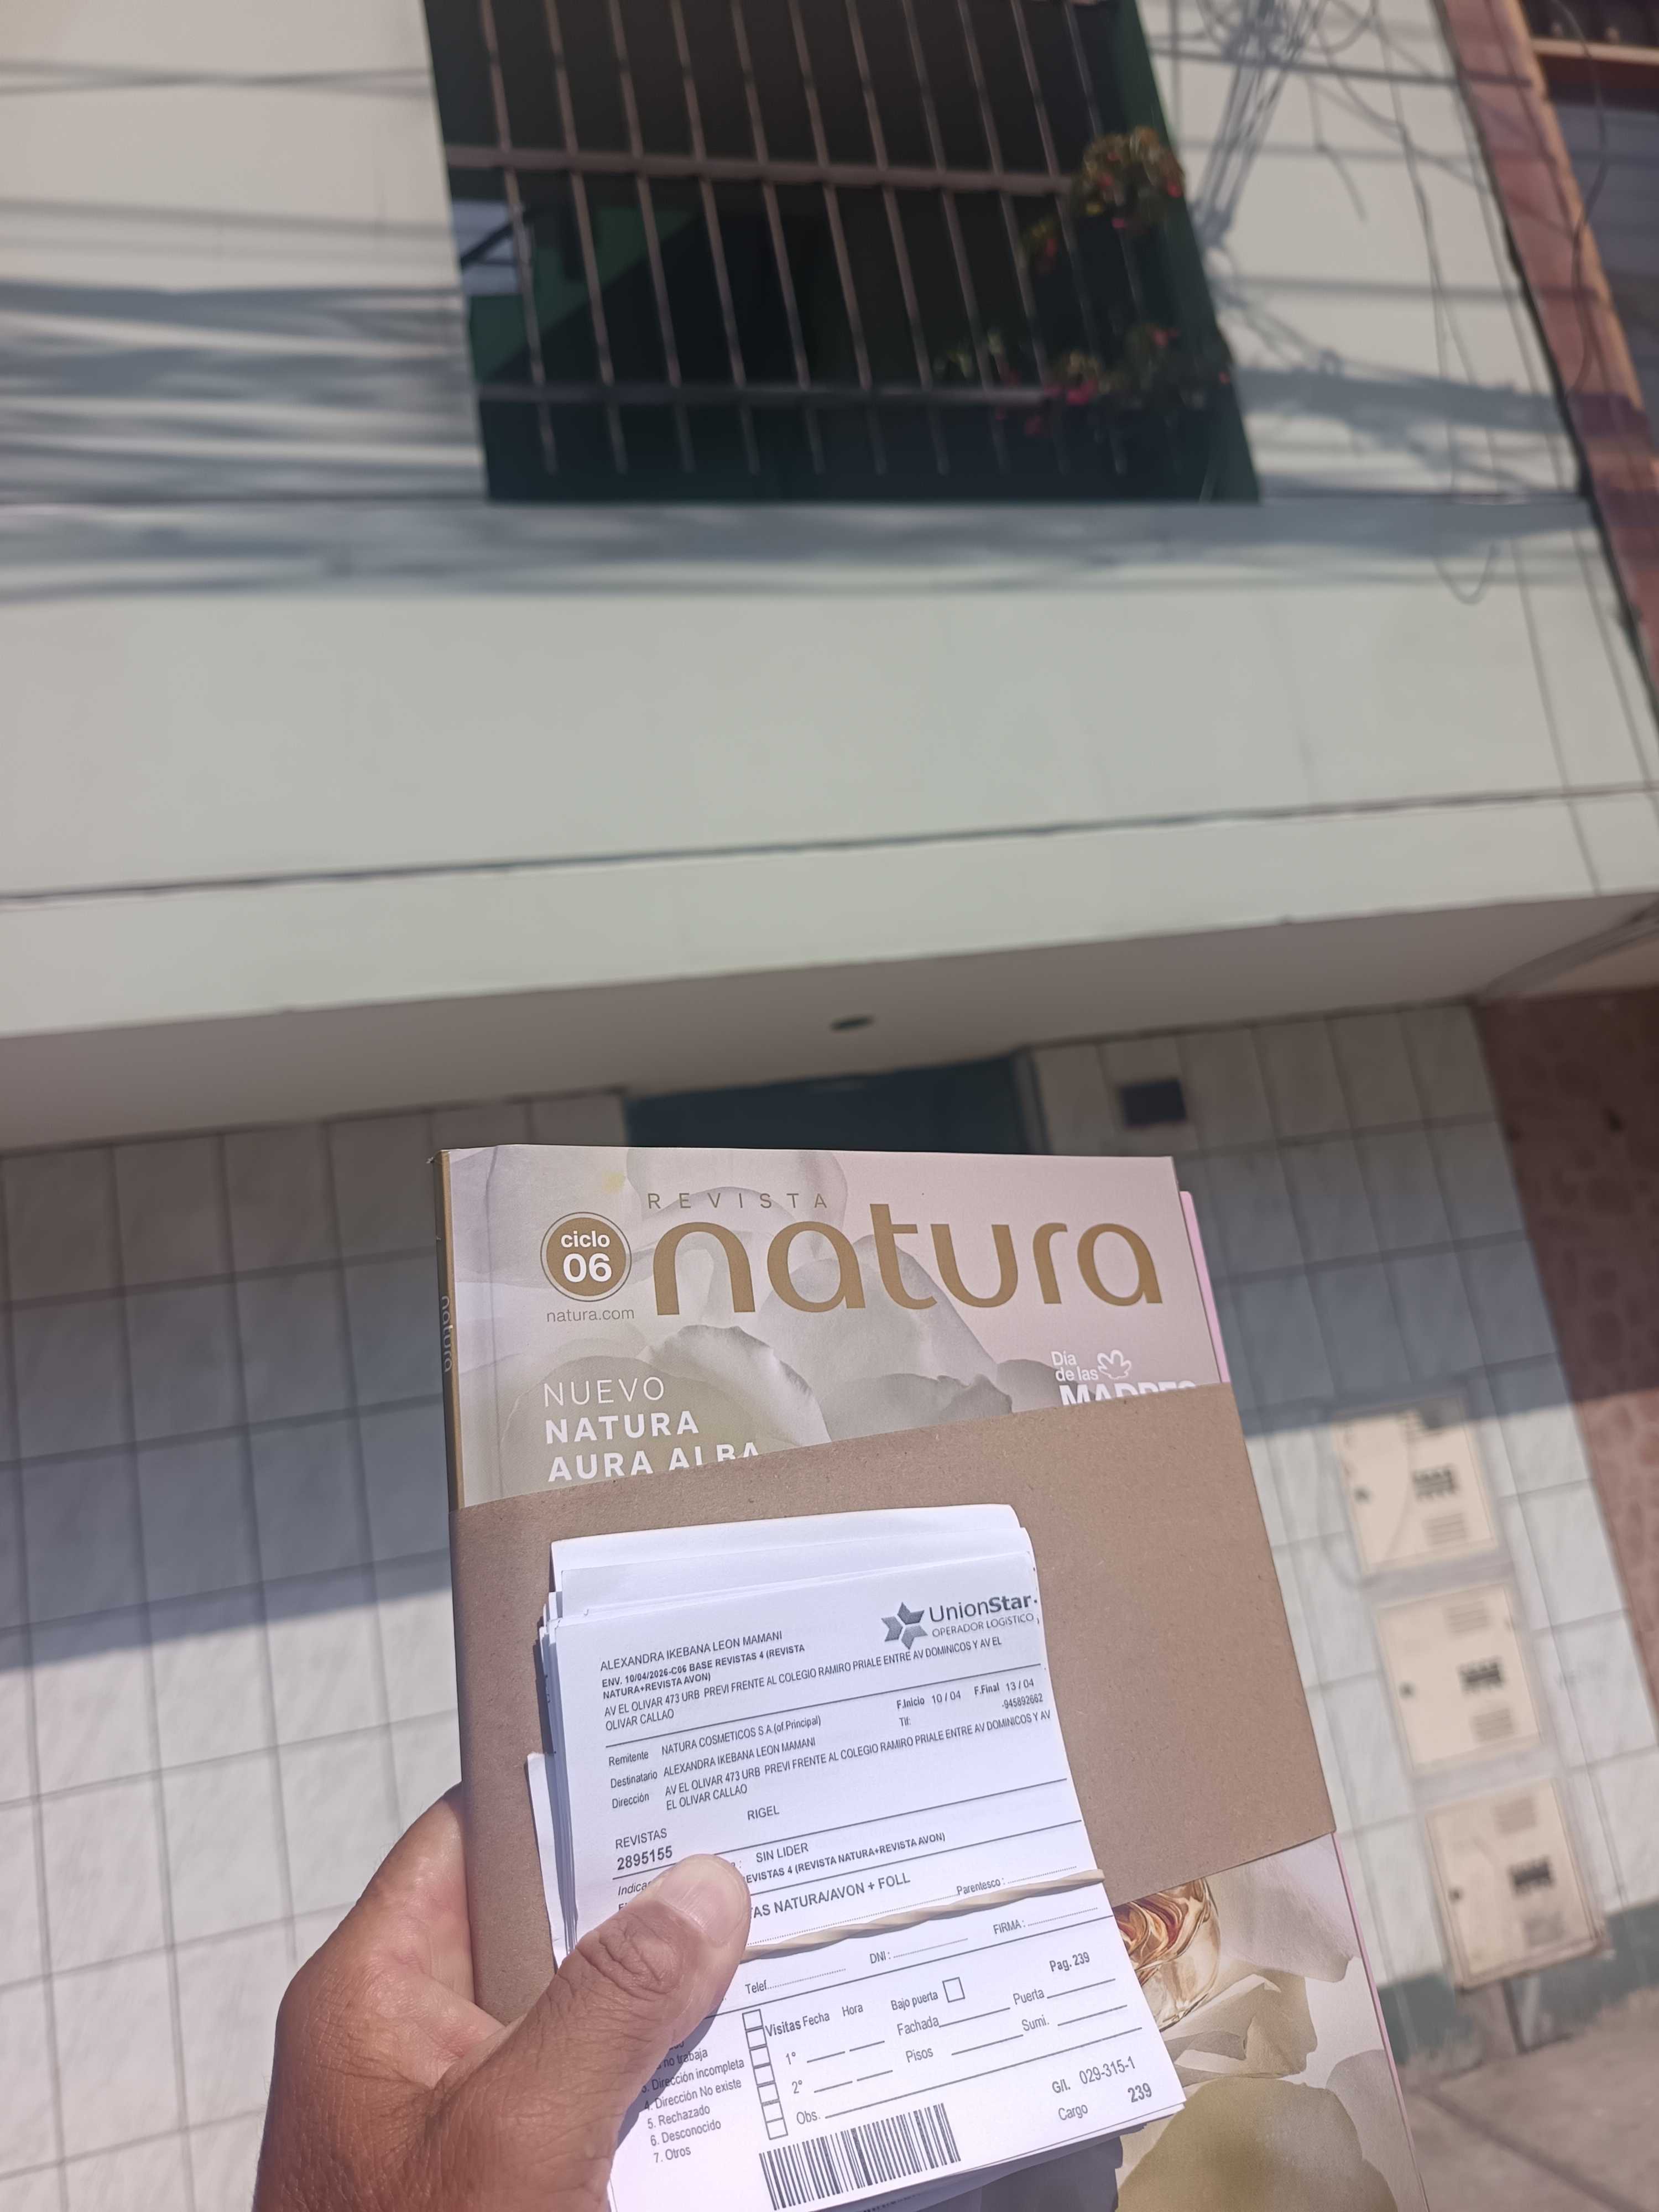 REVISTA
ciclo
06
natura
natura.com
natura
Día
de las
MADRES
NUEVO
NATURA
AURA ALBA
UnionStar
OPERADOR LOGÍSTICO
ALEXANDRA IKEBANA LEON MAMANI
ENV. 10/04/2026-C06 BASE REVISTAS 4 (REVISTA
NATURA+REVISTA AVON)
AV EL OLIVAR 473 URB PREVI FRENTE AL COLEGIO RAMIRO PRIALE ENTRE AV DOMINICOS Y AV EL
OLIVAR CALLAO
F.Inicio 10 / 04 F.Final 13 / 04
Remitente NATURA COSMETICOS S A.(of.Principal) Tlf: -945892662
Destinatario ALEXANDRA IKEBANA LEON MAMANI
Dirección AV EL OLIVAR 473 URB PREVI FRENTE AL COLEGIO RAMIRO PRIALE ENTRE AV DOMINICOS Y AV
EL OLIVAR CALLAO
REVISTAS RIGEL
2895155
Indica : SIN LIDER
EVISTAS 4 (REVISTA NATURA+REVISTA AVON)
AS NATURA/AVON + FOLL
Parentesco :
Telef. DNI : FIRMA :
Visitas Fecha Hora Bajo puerta Pag. 239
1° Fachada Puerta
2° Pisos Sumi.
Obs.
no trabaja
3. Dirección incompleta
4. Dirección No existe
5. Rechazado
6. Desconocido
7. Otros
G/I. 029-315-1
Cargo 239